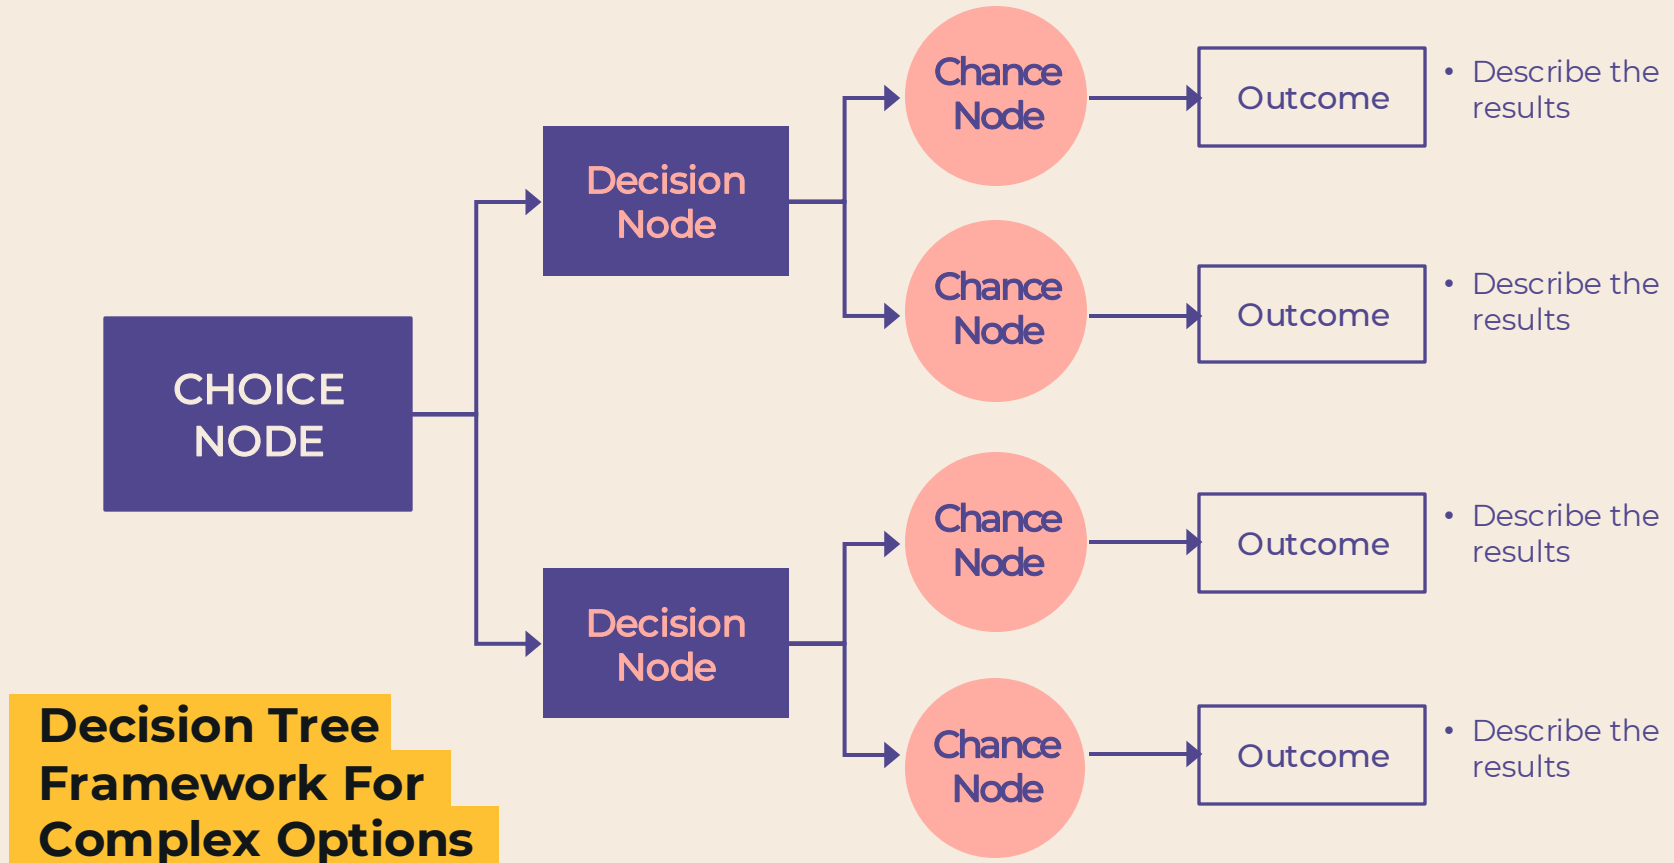 Chance
Node
Outcome
• Describe the
results
Decision
Node
Chance
Node
Outcome
• Describe the
results
CHOICE
NODE
Chance
Node
Outcome
• Describe the
results
Decision
Node
Chance
Node
Outcome
• Describe the
results
Decision Tree
Framework For
Complex Options